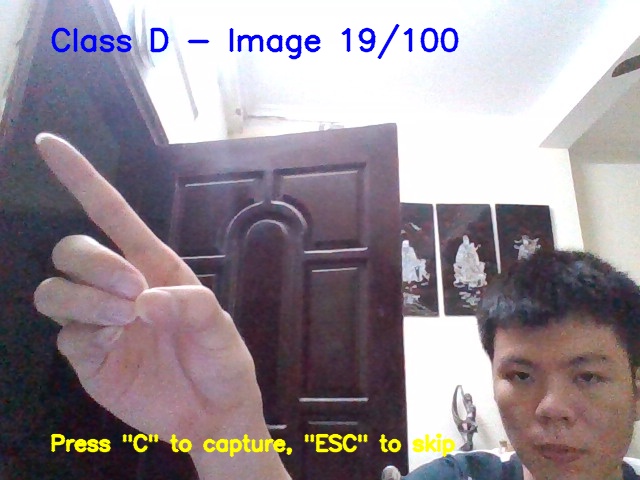 Class D - Image 19/100
Press "C" to capture, "ESC" to skip